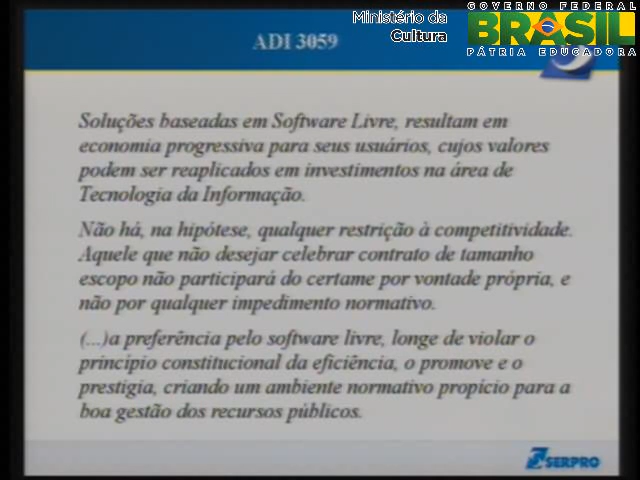 Ministério da
Cultura
GOVERNO FEDERAL
BRASIL
PÁTRIA EDUCADORA
ADI 3059
Soluções baseadas em Software Livre, resultam em
economia progressiva para seus usuários, cujos valores
podem ser reaplicados em investimentos na área de
Tecnologia da Informação.
Não há, na hipótese, qualquer restrição à competitividade.
Aquele que não desejar celebrar contrato de tamanho
escopo não participará do certame por vontade própria, e
não por qualquer impedimento normativo.
(...)a preferência pelo software livre, longe de violar o
princípio constitucional da eficiência, o promove e o
prestigia, criando um ambiente normativo propício para a
boa gestão dos recursos públicos.
SERPRO